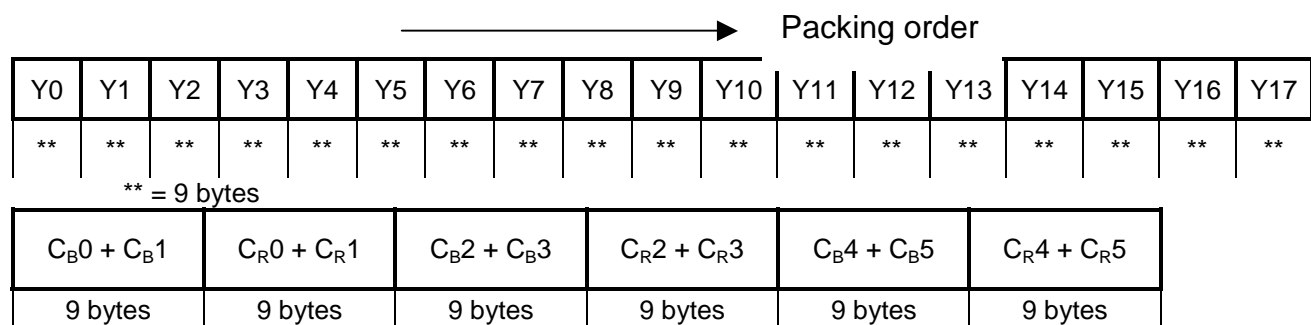 Packing order
Y0 Y1 Y2 Y3 Y4 Y5 Y6 Y7 Y8 Y9 Y10 Y11 Y12 Y13 Y14 Y15 Y16 Y17
** ** ** ** ** ** ** ** ** ** ** ** ** ** ** ** ** **
** = 9 bytes
CB0 + CB1 CR0 + CR1 CB2 + CB3 CR2 + CR3 CB4 + CB5 CR4 + CR5
9 bytes 9 bytes 9 bytes 9 bytes 9 bytes 9 bytes